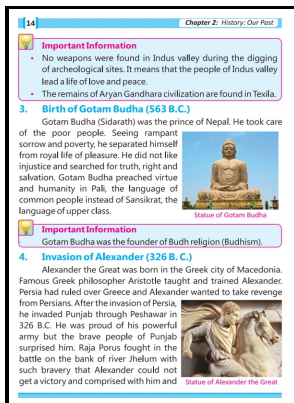 14
Chapter 2: History: Our Past
Important Information
• No weapons were found in Indus valley during the digging
of archeological sites. It means that the people of Indus valley
lead a life of love and peace.
• The remains of Aryan Gandhara civilization are found in Texila.
3. Birth of Gotam Budha (563 B.C.)
Gotam Budha (Sidarath) was the prince of Nepal. He took care
of the poor people. Seeing rampant
sorrow and poverty, he separated himself
from royal life of pleasure. He did not like
injustice and searched for truth, right and
salvation. Gotam Budha preached virtue
and humanity in Pali, the language of
common people instead of Sansikrat, the
language of upper class.
Statue of Gotam Budha
Important Information
Gotam Budha was the founder of Budh religion (Budhism).
4. Invasion of Alexander (326 B. C.)
Alexander the Great was born in the Greek city of Macedonia.
Famous Greek philosopher Aristotle taught and trained Alexander.
Persia had ruled over Greece and Alexander wanted to take revenge
from Persians. After the invasion of Persia,
he invaded Punjab through Peshawar in
326 B.C. He was proud of his powerful
army but the brave people of Punjab
surprised him. Raja Porus fought in the
battle on the bank of river Jhelum with
such bravery that Alexander could not
get a victory and comprised with him and
Statue of Alexander the Great